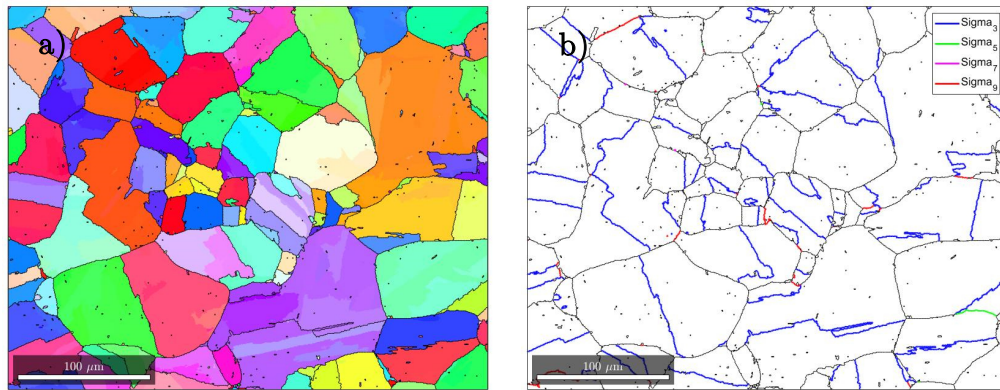 a)
100 μm
b)
Sigma₃
Sigma₅
Sigma₇
Sigma₉
100 μm